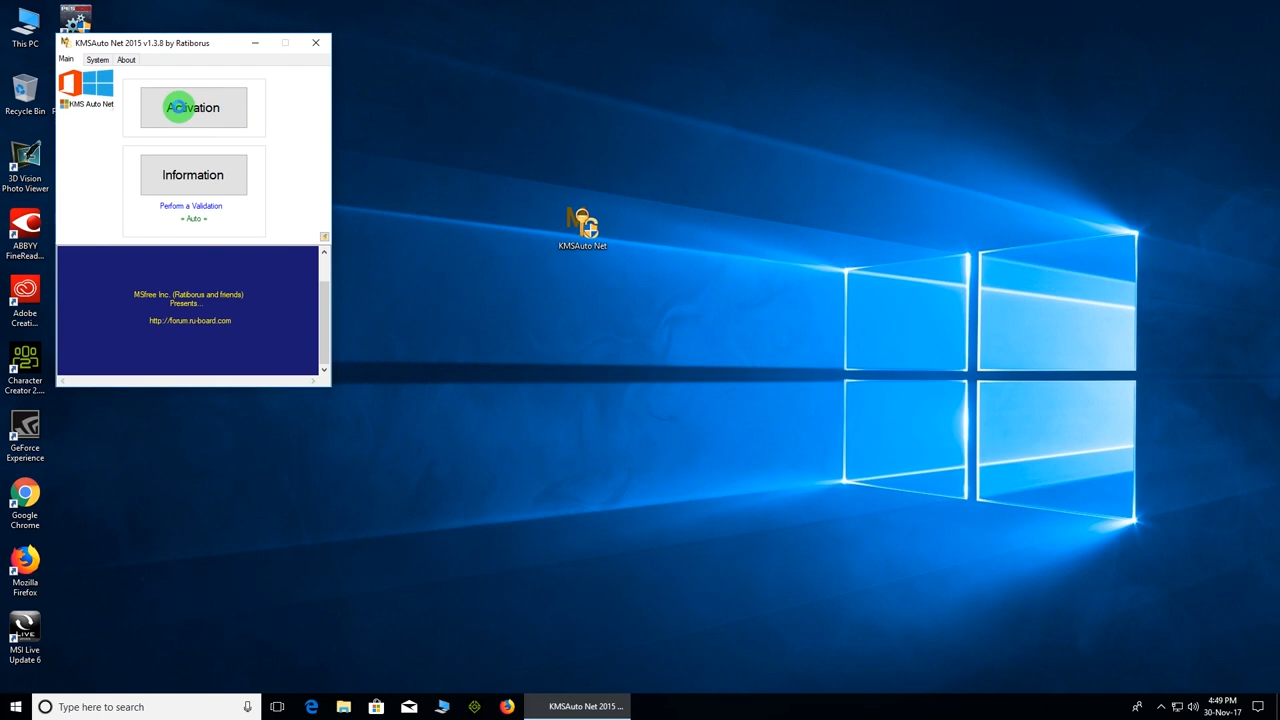 This PC
Recycle Bin
3D Vision
Photo Viewer
ABBYY
FineRead...
Adobe
Creati...
Character
Creator 2....
GeForce
Experience
Google
Chrome
Mozilla
Firefox
MSI Live
Update 6
PES
KMSAuto Net 2015 v1.3.8 by Ratiborus
Main
System
About
KMS Auto Net
Activation
Information
Perform a Validation
= Auto =
MSfree Inc. (Ratiborus and friends)
Presents...
http://forum.ru-board.com
KMSAuto Net
Type here to search
KMSAuto Net 2015 ...
4:49 PM
30-Nov-17